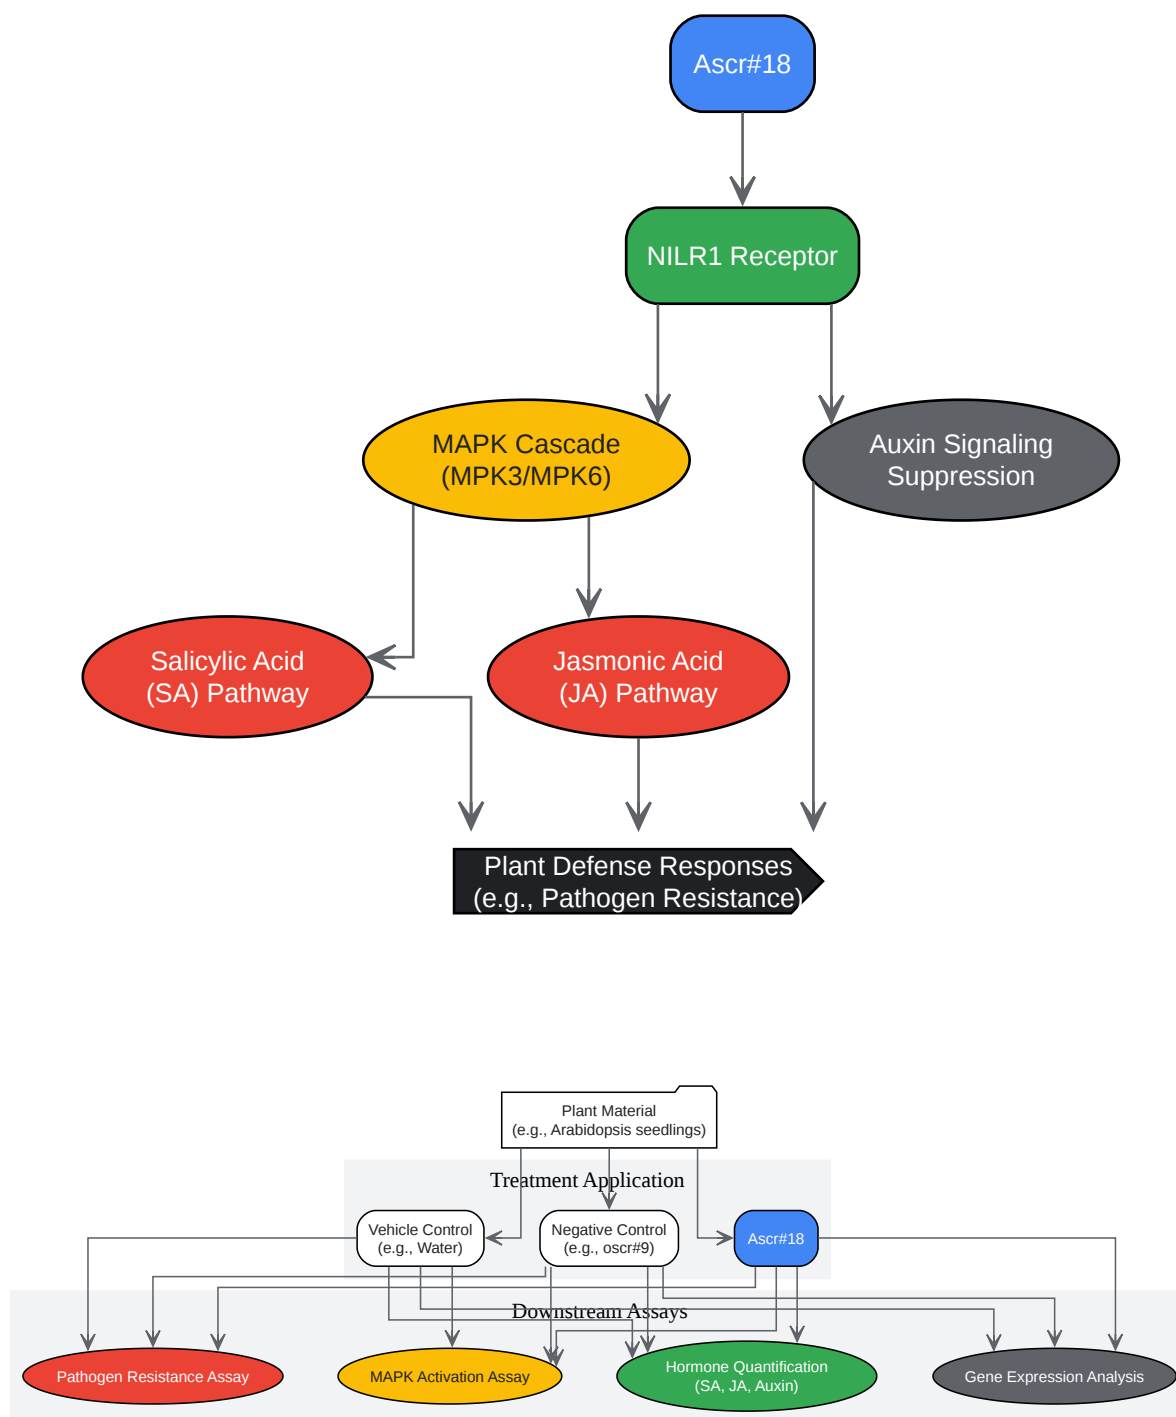 Ascr#18
NILR1 Receptor
MAPK Cascade
(MPK3/MPK6)
Auxin Signaling
Suppression
Salicylic Acid
(SA) Pathway
Jasmonic Acid
(JA) Pathway
Plant Defense Responses
(e.g., Pathogen Resistance)
Plant Material
(e.g., Arabidopsis seedlings)
Treatment Application
Vehicle Control
(e.g., Water)
Negative Control
(e.g., oscr#9)
Ascr#18
Downstream Assays
Pathogen Resistance Assay
MAPK Activation Assay
Hormone Quantification
(SA, JA, Auxin)
Gene Expression Analysis